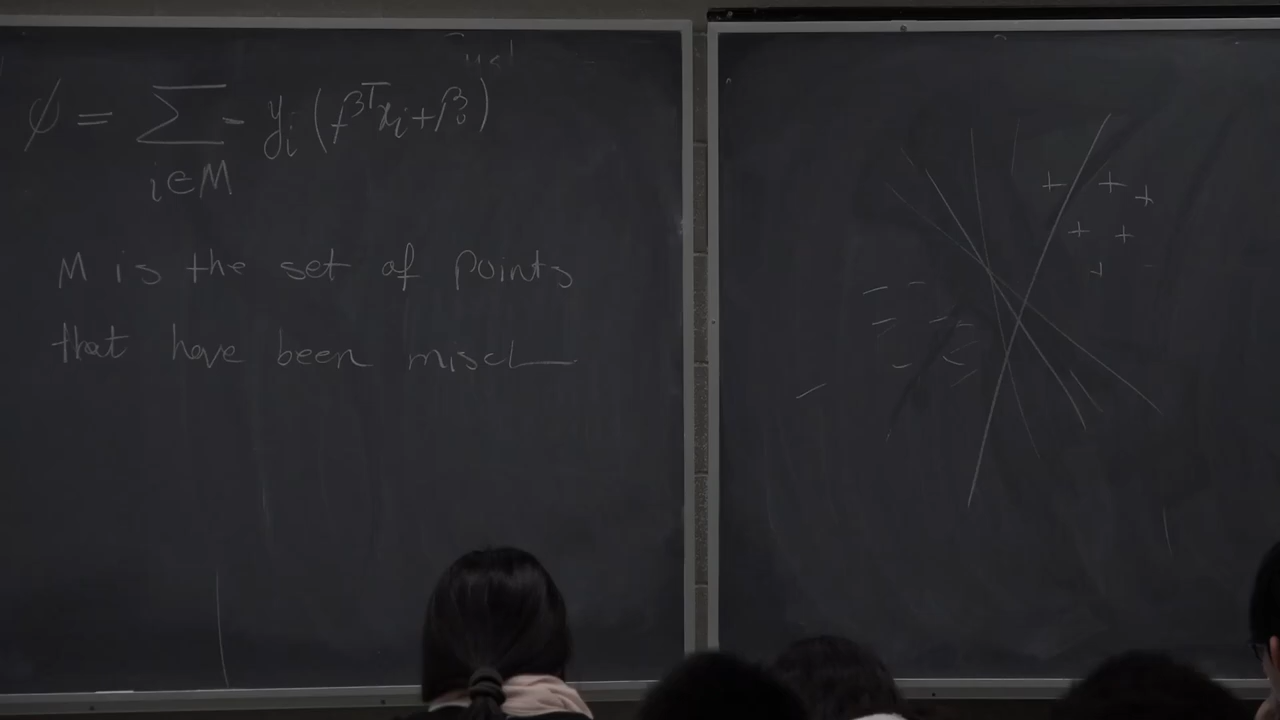 ϕ = ∑ - yᵢ (βᵀxᵢ+β₀)
i∈M
M is the set of points
that have been miscl
+ + +
+ +